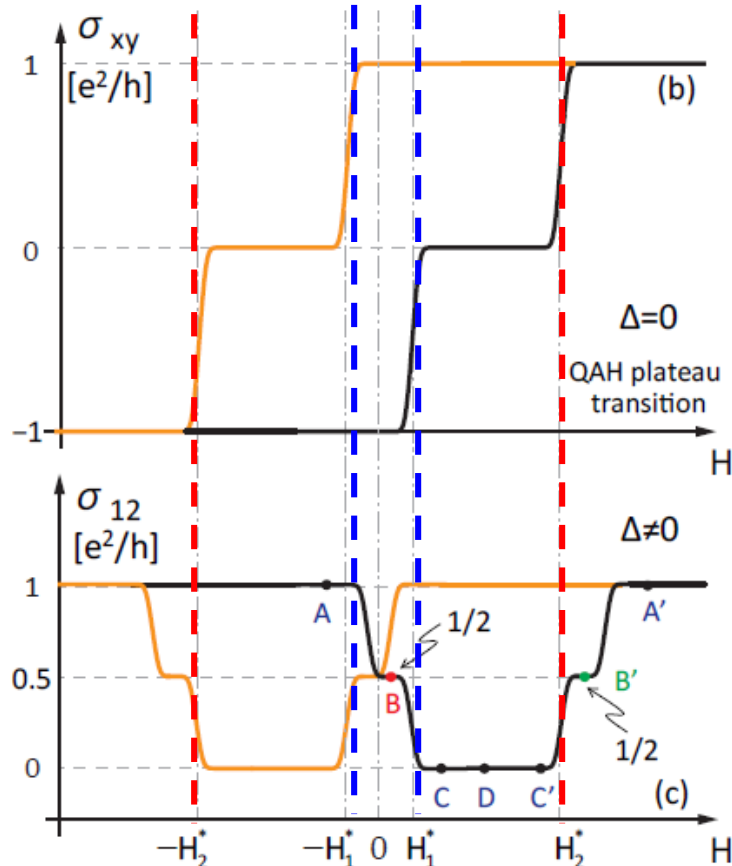 σ xy
[e²/h]
1
(b)
0
Δ=0
QAH plateau
transition
−1
H
σ 12
[e²/h]
Δ≠0
1
A
A′
1/2
0.5
B
B′
1/2
0
C
D
C′
(c)
−H₂*
−H₁*
0
H₁*
H₂*
H